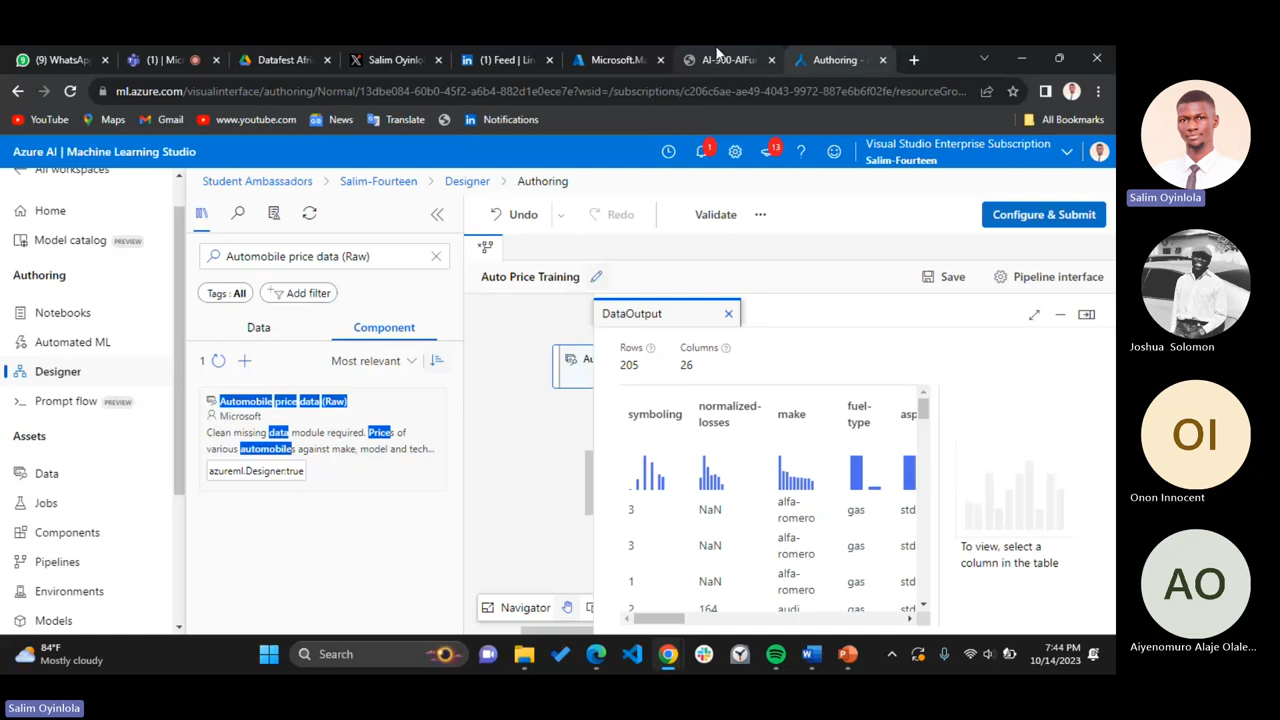 (9) WhatsAp
(1) | Mic
Datafest Afri
Salim Oyinlo
(1) Feed | Lin
Microsoft.Ma
AI-900-AIFu
Authoring -
ml.azure.com/visualinterface/authoring/Normal/13dbe084-60b0-45f2-a6b4-882d1e0ece7e?wsid=/subscriptions/c206c6ae-ae49-4043-9972-887e6b6f02fe/resourceGro...
YouTube
Maps
Gmail
www.youtube.com
News
Translate
Notifications
All Bookmarks
Azure AI | Machine Learning Studio
1
13
Visual Studio Enterprise Subscription
Salim-Fourteen
All workspaces
Home
Model catalog PREVIEW
Authoring
Notebooks
Automated ML
Designer
Prompt flow PREVIEW
Assets
Data
Jobs
Components
Pipelines
Environments
Models
Student Ambassadors > Salim-Fourteen > Designer > Authoring
Undo
Redo
Validate
Configure & Submit
Automobile price data (Raw)
Tags : All
Add filter
Data
Component
1
Most relevant
Automobile price data (Raw)
Microsoft
Clean missing data module required. Prices of
various automobiles against make, model and tech...
azureml.Designer:true
Auto Price Training
Save
Pipeline interface
Au
DataOutput
Rows
Columns
205
26
symboling
normalized-
losses
make
fuel-
type
asp
3
NaN
alfa-
romero
gas
std
3
NaN
alfa-
romero
gas
std
1
NaN
alfa-
romero
gas
std
2
164
audi
gas
std
To view, select a
column in the table
Navigator
84°F
Mostly cloudy
Search
7:44 PM
10/14/2023
Salim Oyinlola
Joshua Solomon
OI
Onon Innocent
AO
Aiyenomuro Alaje Olale...
Salim Oyinlola